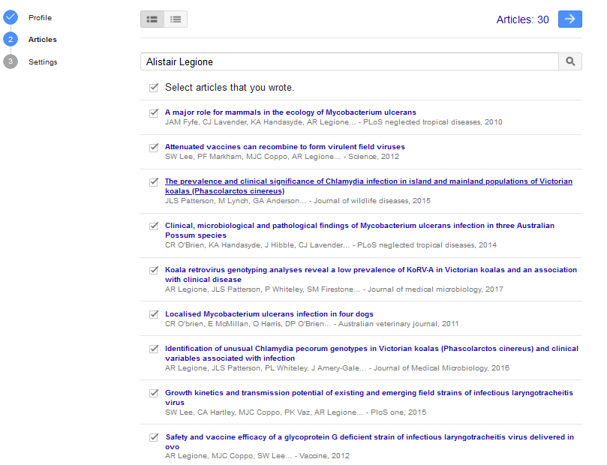 Profile
2 Articles
3 Settings
Articles: 30
Alistair Legione
Select articles that you wrote.
A major role for mammals in the ecology of Mycobacterium ulcerans
JAM Fyfe, CJ Lavender, KA Handasyde, AR Legione... - PLoS neglected tropical diseases, 2010
Attenuated vaccines can recombine to form virulent field viruses
SW Lee, PF Markham, MJC Coppo, AR Legione... - Science, 2012
The prevalence and clinical significance of Chlamydia infection in island and mainland populations of Victorian
koalas (Phascolarctos cinereus)
JLS Patterson, M Lynch, GA Anderson... - Journal of wildlife diseases, 2015
Clinical, microbiological and pathological findings of Mycobacterium ulcerans infection in three Australian
Possum species
CR O'Brien, KA Handasyde, J Hibble, CJ Lavender... - PLoS neglected tropical diseases, 2014
Koala retrovirus genotyping analyses reveal a low prevalence of KoRV-A in Victorian koalas and an association
with clinical disease
AR Legione, JLS Patterson, P Whiteley, SM Firestone... - Journal of medical microbiology, 2017
Localised Mycobacterium ulcerans infection in four dogs
CR O'brien, E McMillan, O Harris, DP O'Brien... - Australian veterinary journal, 2011
Identification of unusual Chlamydia pecorum genotypes in Victorian koalas (Phascolarctos cinereus) and clinical
variables associated with infection
AR Legione, JLS Patterson, PL Whiteley, J Amery-Gale... - Journal of Medical Microbiology, 2016
Growth kinetics and transmission potential of existing and emerging field strains of infectious laryngotracheitis
virus
SW Lee, CA Hartley, MJC Coppo, PK Vaz, AR Legione... - PloS one, 2015
Safety and vaccine efficacy of a glycoprotein G deficient strain of infectious laryngotracheitis virus delivered in
ovo
AR Legione, MJC Coppo, SW Lee... - Vaccine, 2012